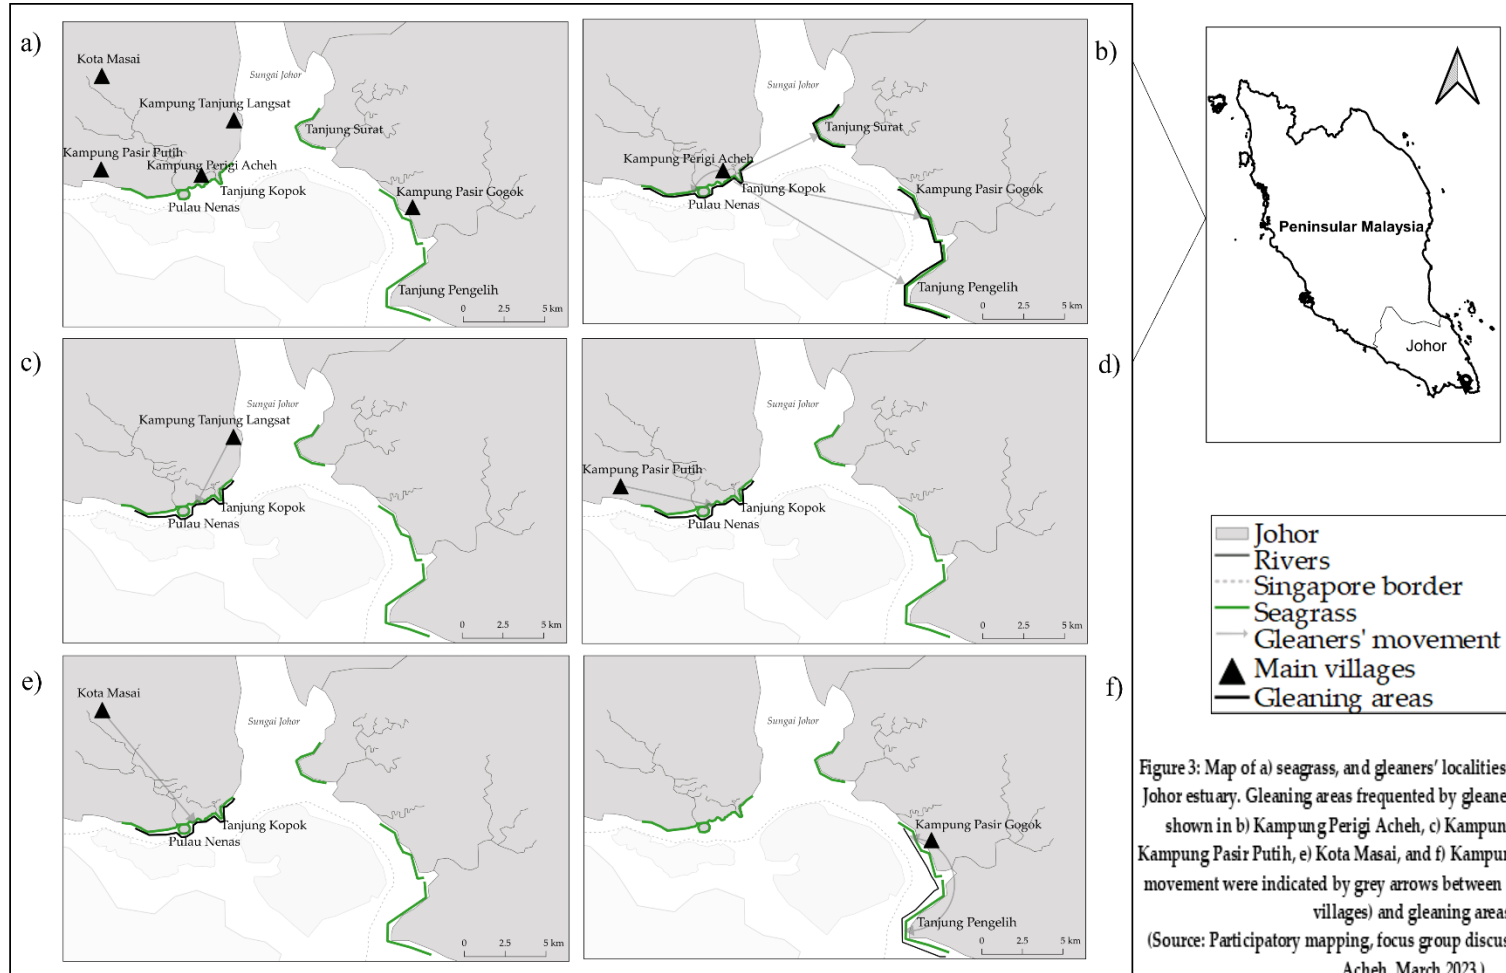 a)
Kota Masai
Sungai Johor
Kampung Tanjung Langsat
Tanjung Surat
Kampung Pasir Putih
Kampung Perigi Acheh
Tanjung Kopok
Kampung Pasir Gogok
Pulau Nenas
Tanjung Pengelih
0 2.5 5 km
b)
Sungai Johor
Tanjung Surat
Kampung Perigi Acheh
Tanjung Kopok
Kampung Pasir Gogok
Pulau Nenas
Tanjung Pengelih
0 2.5 5 km
c)
Sungai Johor
Kampung Tanjung Langsat
Tanjung Kopok
Pulau Nenas
0 2.5 5 km
d)
Sungai Johor
Kampung Pasir Putih
Tanjung Kopok
Pulau Nenas
0 2.5 5 km
e)
Kota Masai
Sungai Johor
Tanjung Kopok
Pulau Nenas
0 2.5 5 km
f)
Sungai Johor
Kampung Pasir Gogok
Tanjung Pengelih
0 2.5 5 km
Peninsular Malaysia
Johor
Johor
Rivers
Singapore border
Seagrass
Gleaners' movement
Main villages
Gleaning areas
Figure 3: Map of a) seagrass, and gleaners' localities
Johor estuary. Gleaning areas frequented by gleane
shown in b) Kampung Perigi Acheh, c) Kampun
Kampung Pasir Putih, e) Kota Masai, and f) Kampun
movement were indicated by grey arrows between
villages) and gleaning areas
(Source: Participatory mapping, focus group discus
Acheh, March 2023.)